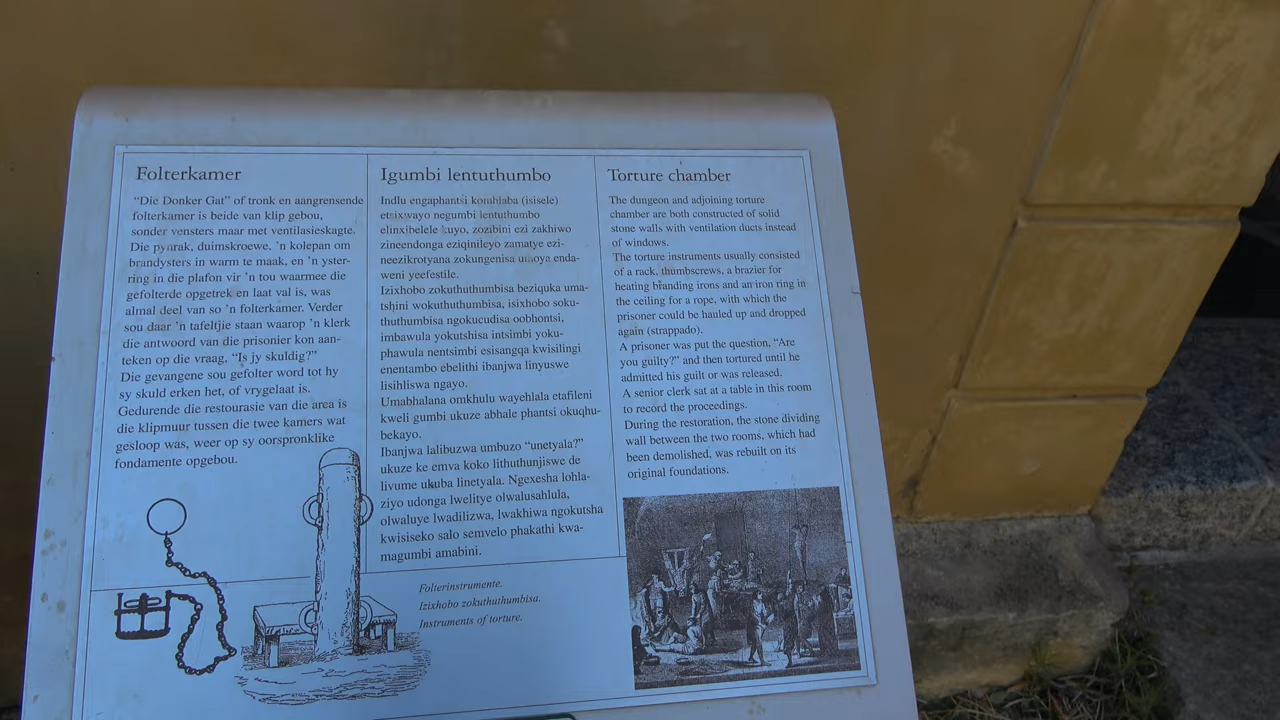 Folterkamer
“Die Donker Gat” of tronk en aangrensende
folterkamer is beide van klip gebou,
sonder vensters maar met ventilasieskagte.
Die pynrak, duimskroewe, ’n kolepan om
brandysters in warm te maak, en ’n yster-
ring in die plafon vir ’n tou waarmee die
gefolterde opgetrek en laat val is, was
almal deel van so ’n folterkamer. Verder
sou daar ’n tafeltjie staan waarop ’n klerk
die antwoord van die prisonier kon aan-
teken op die vraag, “Is jy skuldig?”
Die gevangene sou gefolter word tot hy
sy skuld erken het, of vrygelaat is.
Gedurende die restourasie van die area is
die klipmuur tussen die twee kamers wat
gesloop was, weer op sy oorspronklike
fondamente opgebou.
Igumbi lentuthumbo
Indlu engaphantsi komhlaba (isisele)
etsixwayo negumbi lentuthumbo
elinxibelele kuyo, zozibini ezi zakhiwo
zineendonga eziqinileyo zamatye ezi-
neezikrotyana zokungenisa umoya enda-
weni yeefestile.
Izixhobo zokuthuthumbisa beziquka uma-
tshini wokuthuthumbisa, isixhobo soku-
thuthumbisa ngokucudisa oobhontsi,
imbawula yokutshisa intsimbi yoku-
phawula nentsimbi esisangqa kwisilingi
enentambo ebelithi ibanjwa linyuswe
lisihliswa ngayo.
Umabhalana omkhulu wayehlala etafileni
kweli gumbi ukuze abhale phantsi okuqhu-
bekayo.
Ibanjwa lalibuzwa umbuzo “unetyala?”
ukuze ke emva koko lithuthunjiswe de
livume ukuba linetyala. Ngexesha lohla-
ziyo udonga lwelitye olwalusahlula,
olwaluye lwadilizwa, lwakhiwa ngokutsha
kwisiseko salo semvelo phakathi kwa-
magumbi amabini.
Torture chamber
The dungeon and adjoining torture
chamber are both constructed of solid
stone walls with ventilation ducts instead
of windows.
The torture instruments usually consisted
of a rack, thumbscrews, a brazier for
heating branding irons and an iron ring in
the ceiling for a rope, with which the
prisoner could be hauled up and dropped
again (strappado).
A prisoner was put the question, “Are
you guilty?” and then tortured until he
admitted his guilt or was released.
A senior clerk sat at a table in this room
to record the proceedings.
During the restoration, the stone dividing
wall between the two rooms, which had
been demolished, was rebuilt on its
original foundations.
Folterinstrumente.
Izixhobo zokuthuthumbisa.
Instruments of torture.